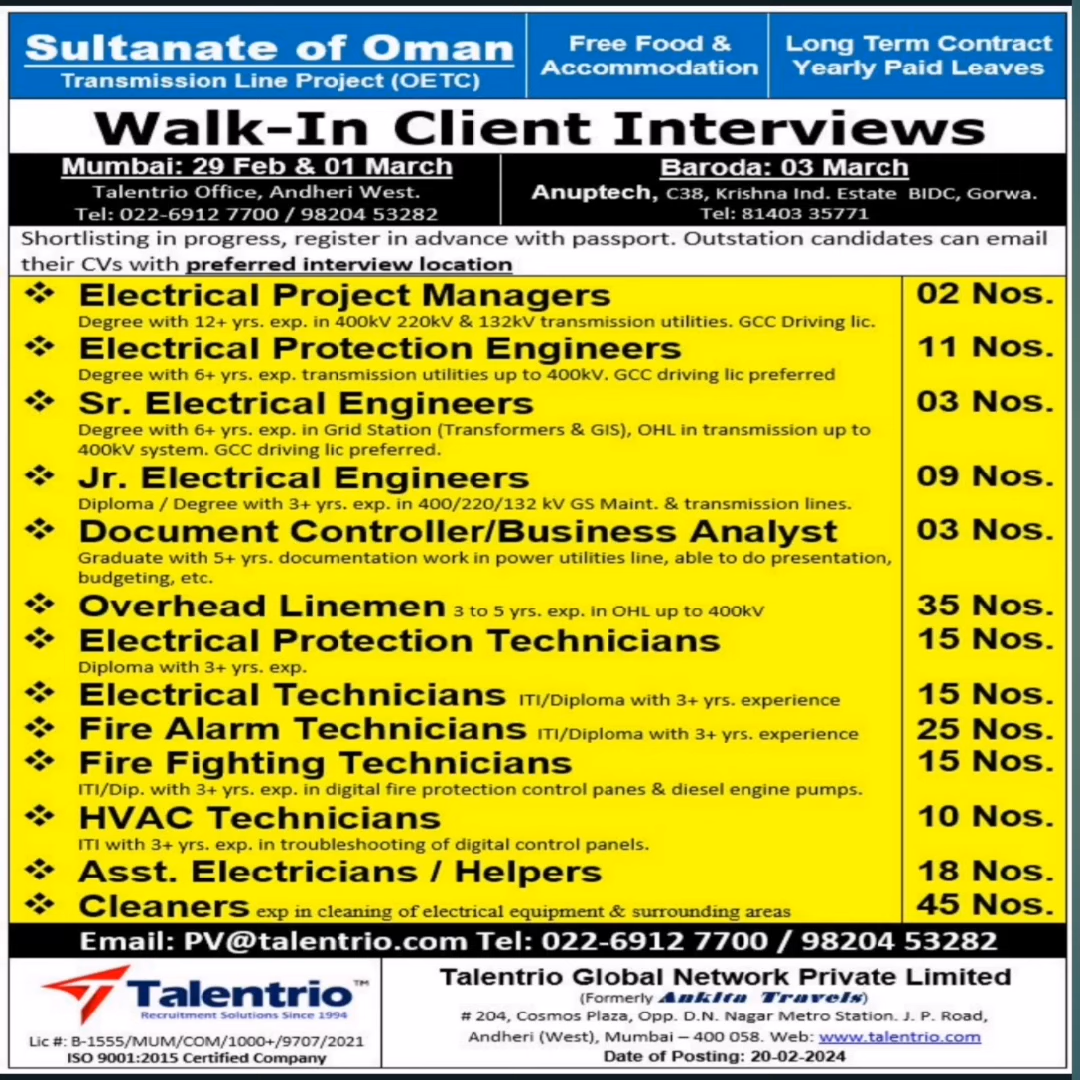 Sultanate of Oman
Transmission Line Project (OETC)
Free Food &
Accommodation
Long Term Contract
Yearly Paid Leaves
Walk-In Client Interviews
Mumbai: 29 Feb & 01 March
Talentrio Office, Andheri West.
Tel: 022-6912 7700 / 98204 53282
Baroda: 03 March
Anuptech, C38, Krishna Ind. Estate BIDC, Gorwa.
Tel: 81403 35771
Shortlisting in progress, register in advance with passport. Outstation candidates can email
their CVs with preferred interview location
❖ Electrical Project Managers 02 Nos.
Degree with 12+ yrs. exp. in 400kV 220kV & 132kV transmission utilities. GCC Driving lic.
❖ Electrical Protection Engineers 11 Nos.
Degree with 6+ yrs. exp. transmission utilities up to 400kV. GCC driving lic preferred
❖ Sr. Electrical Engineers 03 Nos.
Degree with 6+ yrs. exp. in Grid Station (Transformers & GIS), OHL in transmission up to
400kV system. GCC driving lic preferred.
❖ Jr. Electrical Engineers 09 Nos.
Diploma / Degree with 3+ yrs. exp. in 400/220/132 kV GS Maint. & transmission lines.
❖ Document Controller/Business Analyst 03 Nos.
Graduate with 5+ yrs. documentation work in power utilities line, able to do presentation,
budgeting, etc.
❖ Overhead Linemen 3 to 5 yrs. exp. in OHL up to 400kV 35 Nos.
❖ Electrical Protection Technicians 15 Nos.
Diploma with 3+ yrs. exp.
❖ Electrical Technicians ITI/Diploma with 3+ yrs. experience 15 Nos.
❖ Fire Alarm Technicians ITI/Diploma with 3+ yrs. experience 25 Nos.
❖ Fire Fighting Technicians 15 Nos.
ITI/Dip. with 3+ yrs. exp. in digital fire protection control panes & diesel engine pumps.
❖ HVAC Technicians 10 Nos.
ITI with 3+ yrs. exp. in troubleshooting of digital control panels.
❖ Asst. Electricians / Helpers 18 Nos.
❖ Cleaners exp in cleaning of electrical equipment & surrounding areas 45 Nos.
Email: PV@talentrio.com Tel: 022-6912 7700 / 98204 53282
Talentrio™
Recruitment Solutions Since 1994
Lic #: B-1555/MUM/COM/1000+/9707/2021
ISO 9001:2015 Certified Company
Talentrio Global Network Private Limited
(Formerly Ankita Travels)
# 204, Cosmos Plaza, Opp. D.N. Nagar Metro Station. J. P. Road,
Andheri (West), Mumbai – 400 058. Web: www.talentrio.com
Date of Posting: 20-02-2024